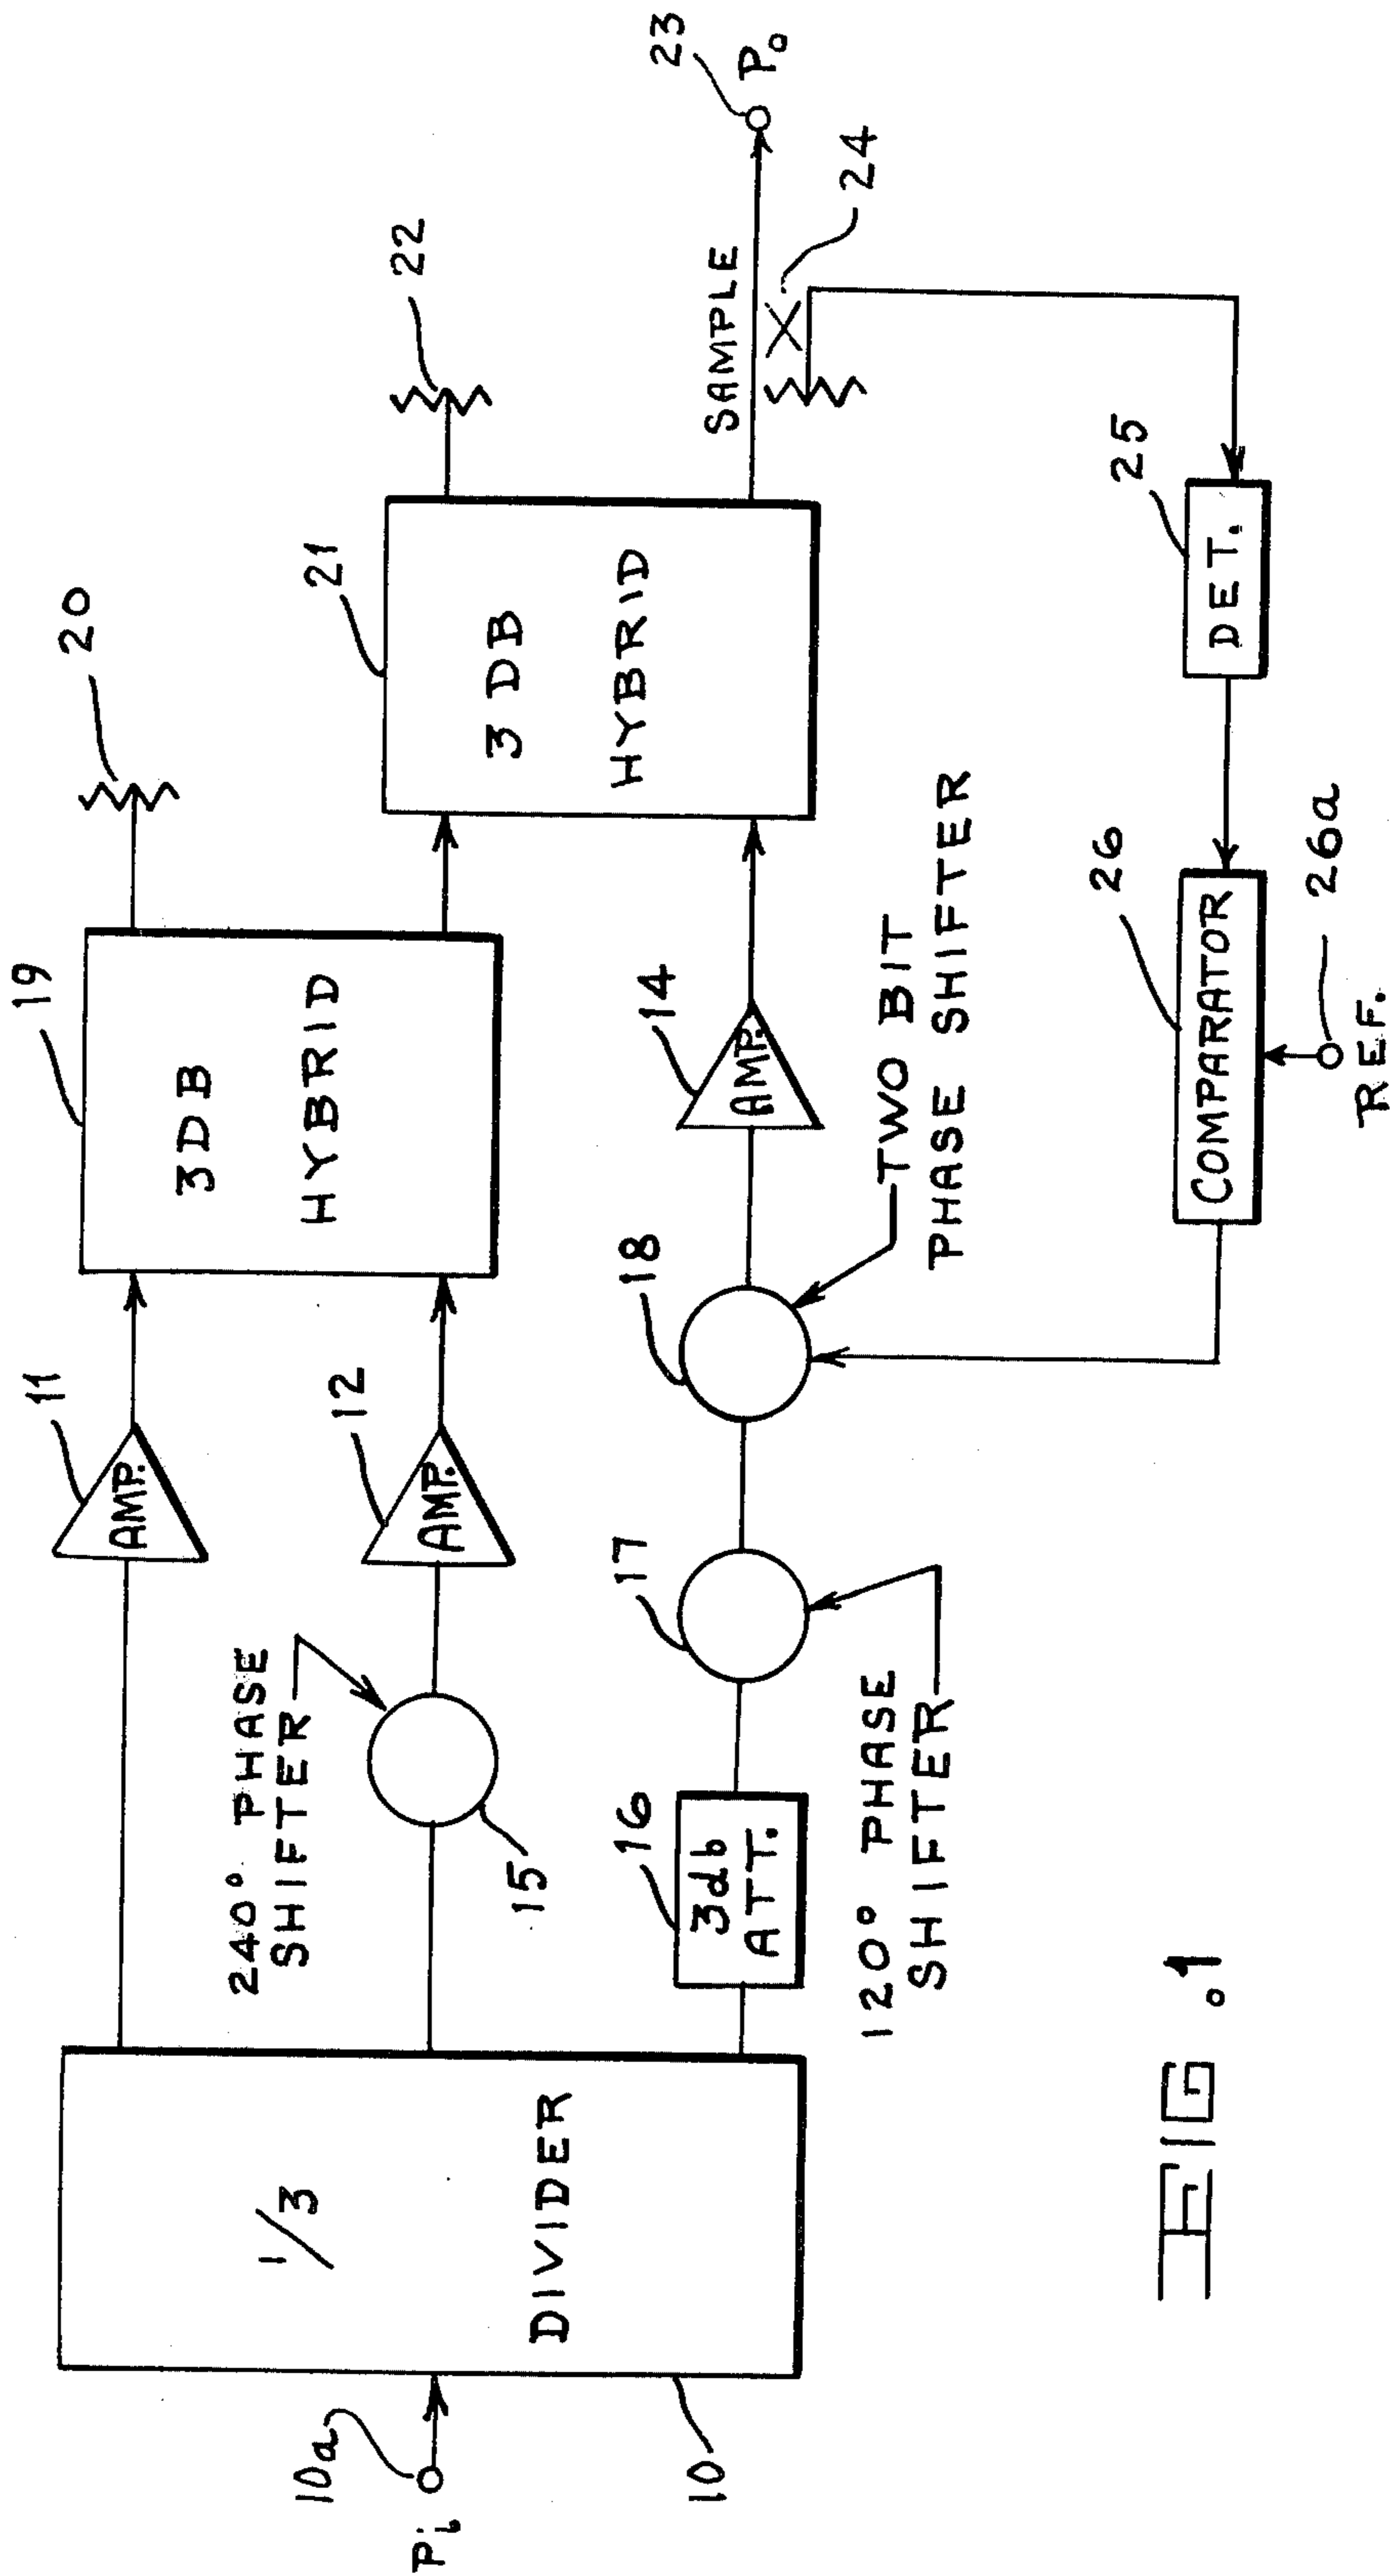 Pi
10a
1/3
DIVIDER
10
240° PHASE
SHIFTER
15
16
3db
ATT.
120° PHASE
SHIFTER
17
18
TWO BIT
PHASE SHIFTER
11
AMP.
12
AMP.
14
AMP.
19
3DB
HYBRID
20
21
3DB
HYBRID
22
SAMPLE
23
Po
24
25
DET.
26
COMPARATOR
26a
REF.
FIG.1